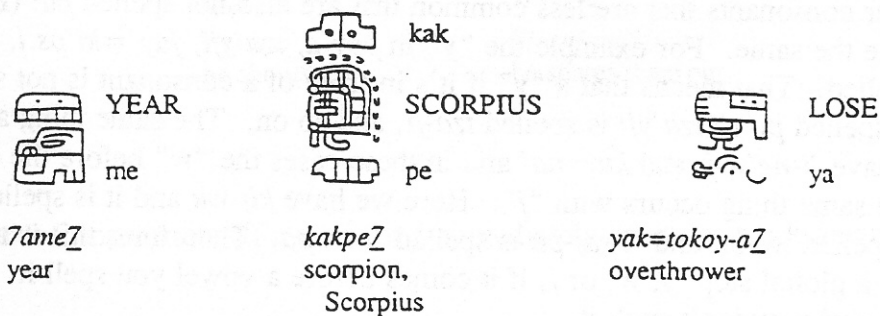 kak
YEAR SCORPIUS LOSE
me pe ya
7ame7 kakpe7 yak=tokoy-a7
year scorpion, overthrower
Scorpius